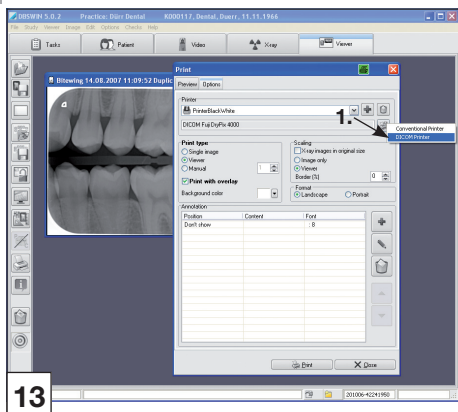 DBSWIN 5.0.2 Practice: Dürr Dental K000117, Dental, Duerr, 11.11.1966
File Study Viewer Image Edit Options Checks Help
Tasks Patient Video X-ray Viewer
Bitewing 14.08.2007 11:09:52 Duplic
Print
Preview Options
Printer
PrinterBlackWhite
1.
DICOM Fuji DryPix 4000
Conventional Printer
DICOM Printer
Print type
Single image
Viewer
Manual 1
Print with overlay
Background color
Scaling
X-ray images in original size
Image only
Viewer
Border (%) 0
Format
Landscape Portrait
Annotation
Position Content Font
Don't show ; 8
Print Close
13
201006-42241950